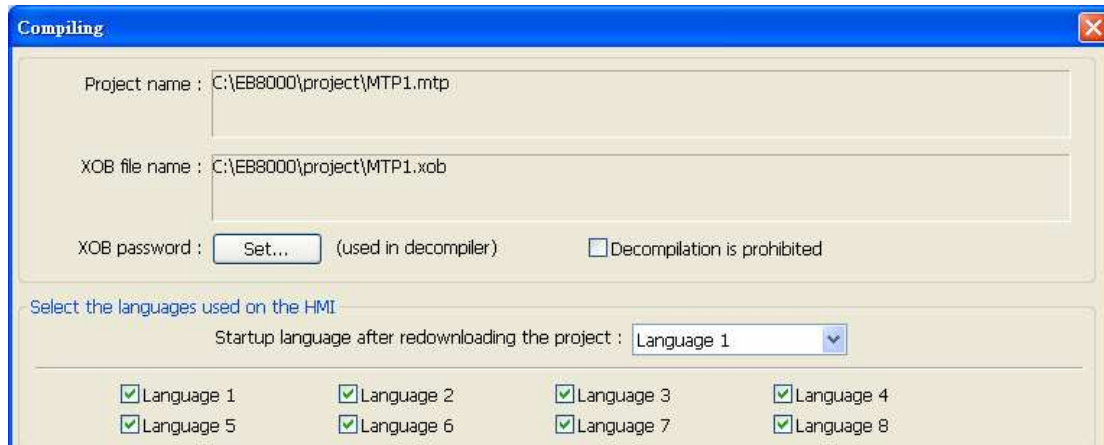 Compiling
Project name : C:\EB8000\project\MTP1.mtp
XOB file name : C:\EB8000\project\MTP1.xob
XOB password : Set... (used in decompiler) Decompilation is prohibited
Select the languages used on the HMI
Startup language after redownloading the project : Language 1
Language 1 Language 2 Language 3 Language 4
Language 5 Language 6 Language 7 Language 8